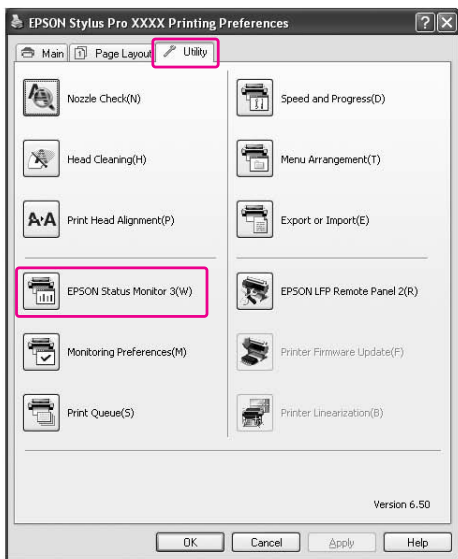 EPSON Stylus Pro XXXX Printing Preferences
Main Page Layout Utility
Nozzle Check(N)
Speed and Progress(D)
Head Cleaning(H)
Menu Arrangement(T)
Print Head Alignment(P)
Export or Import(E)
EPSON Status Monitor 3(W)
EPSON LFP Remote Panel 2(R)
Monitoring Preferences(M)
Printer Firmware Update(F)
Print Queue(S)
Printer Linearization(B)
Version 6.50
OK Cancel Apply Help